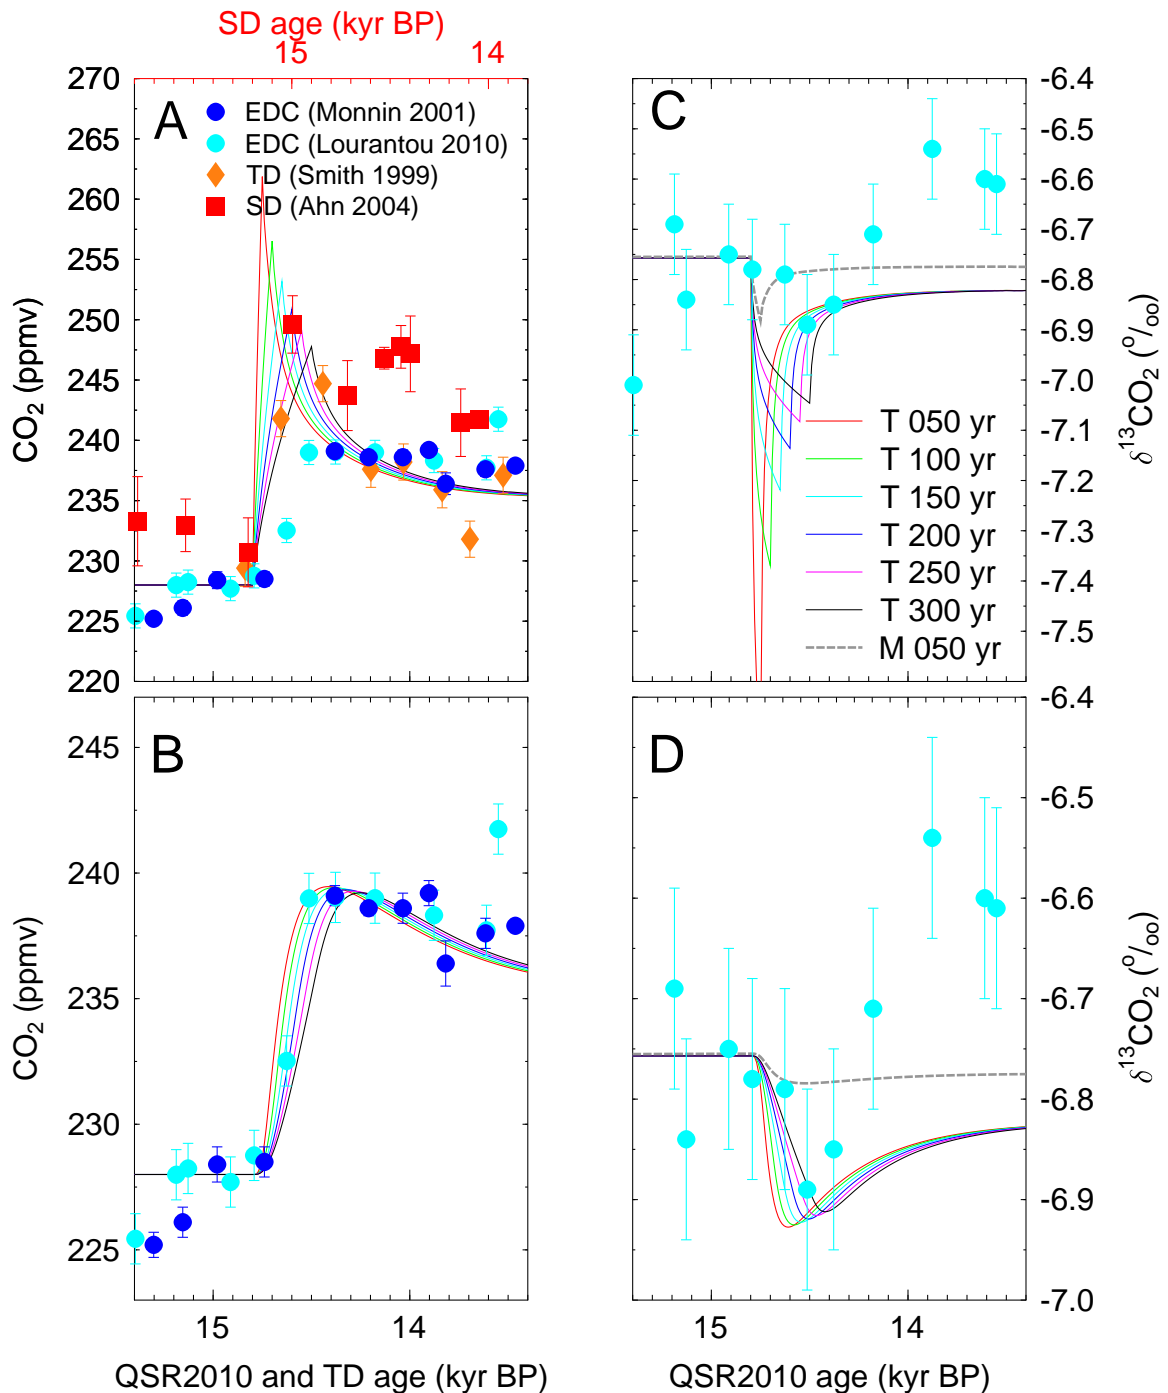 SD age (kyr BP)
15 14
270
265
260
255
250
245
240
235
230
225
220
CO2 (ppmv)
A
EDC (Monnin 2001)
EDC (Lourantou 2010)
TD (Smith 1999)
SD (Ahn 2004)
C
-6.4
-6.5
-6.6
-6.7
-6.8
-6.9
-7.0
-7.1
-7.2
-7.3
-7.4
-7.5
δ13CO2 (o/oo)
T 050 yr
T 100 yr
T 150 yr
T 200 yr
T 250 yr
T 300 yr
M 050 yr
B
245
240
235
230
225
CO2 (ppmv)
15 14
QSR2010 and TD age (kyr BP)
D
-6.4
-6.5
-6.6
-6.7
-6.8
-6.9
-7.0
δ13CO2 (o/oo)
15 14
QSR2010 age (kyr BP)